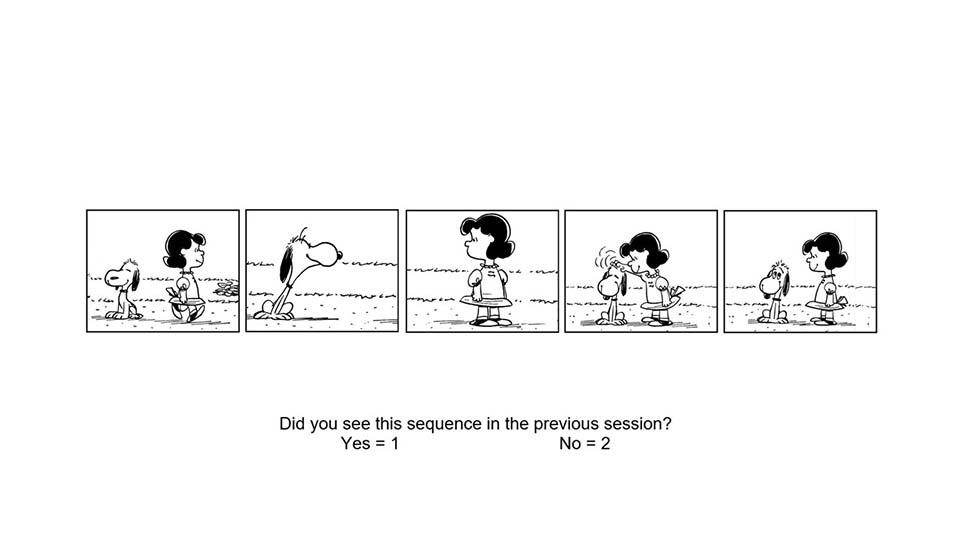 Did you see this sequence in the previous session?
Yes = 1 No = 2